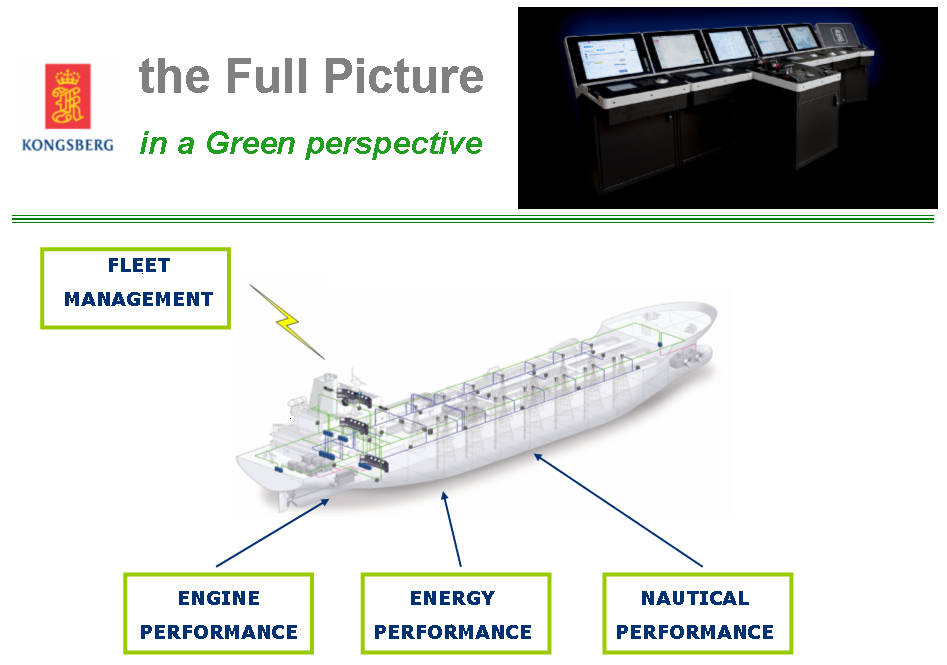 the Full Picture
KONGSBERG
in a Green perspective
FLEET
MANAGEMENT
ENGINE
PERFORMANCE
ENERGY
PERFORMANCE
NAUTICAL
PERFORMANCE